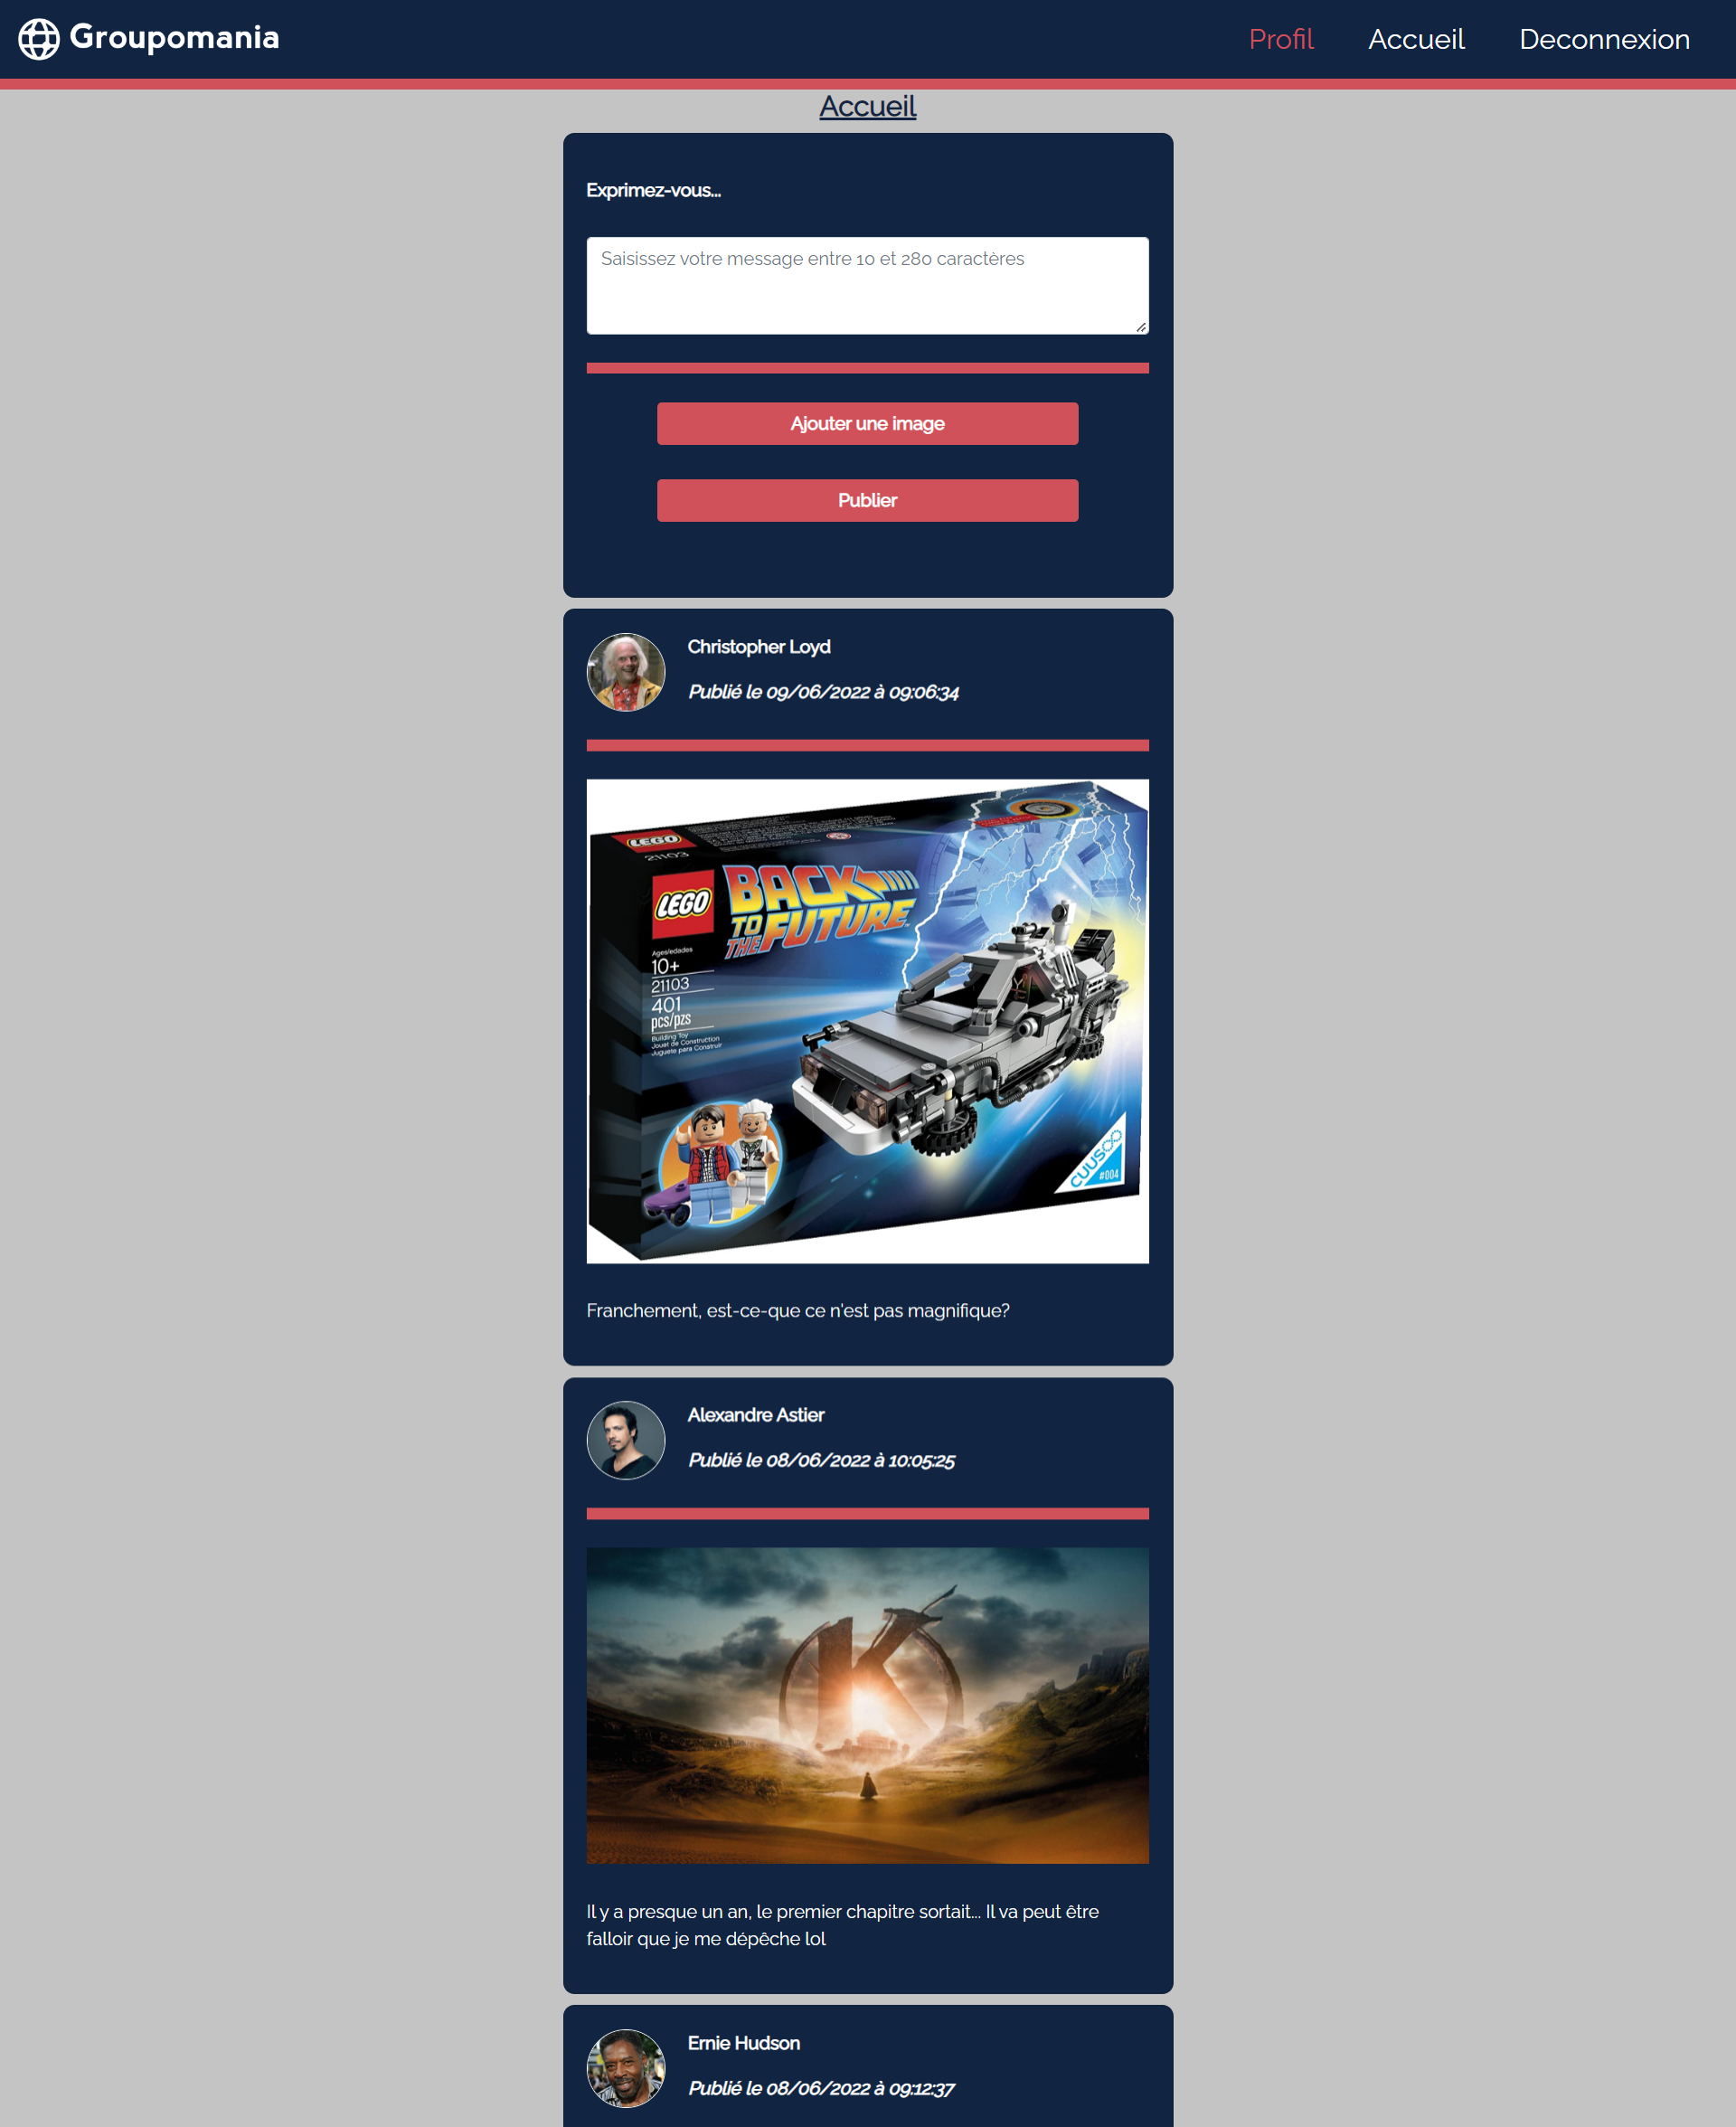 Groupomania
Profil
Accueil
Deconnexion
Accueil
Exprimez-vous...
Saisissez votre message entre 10 et 280 caractères
Ajouter une image
Publier
Christopher Loyd
Publié le 09/06/2022 à 09:06:34
LEGO
21103
LEGO
BACK
TO
THE FUTURE
Ages/edades
10+
21103
401
pcs/pzs
Building Toy
Jouet de Construction
Juguete para Construir
CUUSOO
#004
Franchement, est-ce-que ce n'est pas magnifique?
Alexandre Astier
Publié le 08/06/2022 à 10:05:25
K
Il y a presque un an, le premier chapitre sortait... Il va peut être
falloir que je me dépêche lol
Ernie Hudson
Publié le 08/06/2022 à 09:12:37